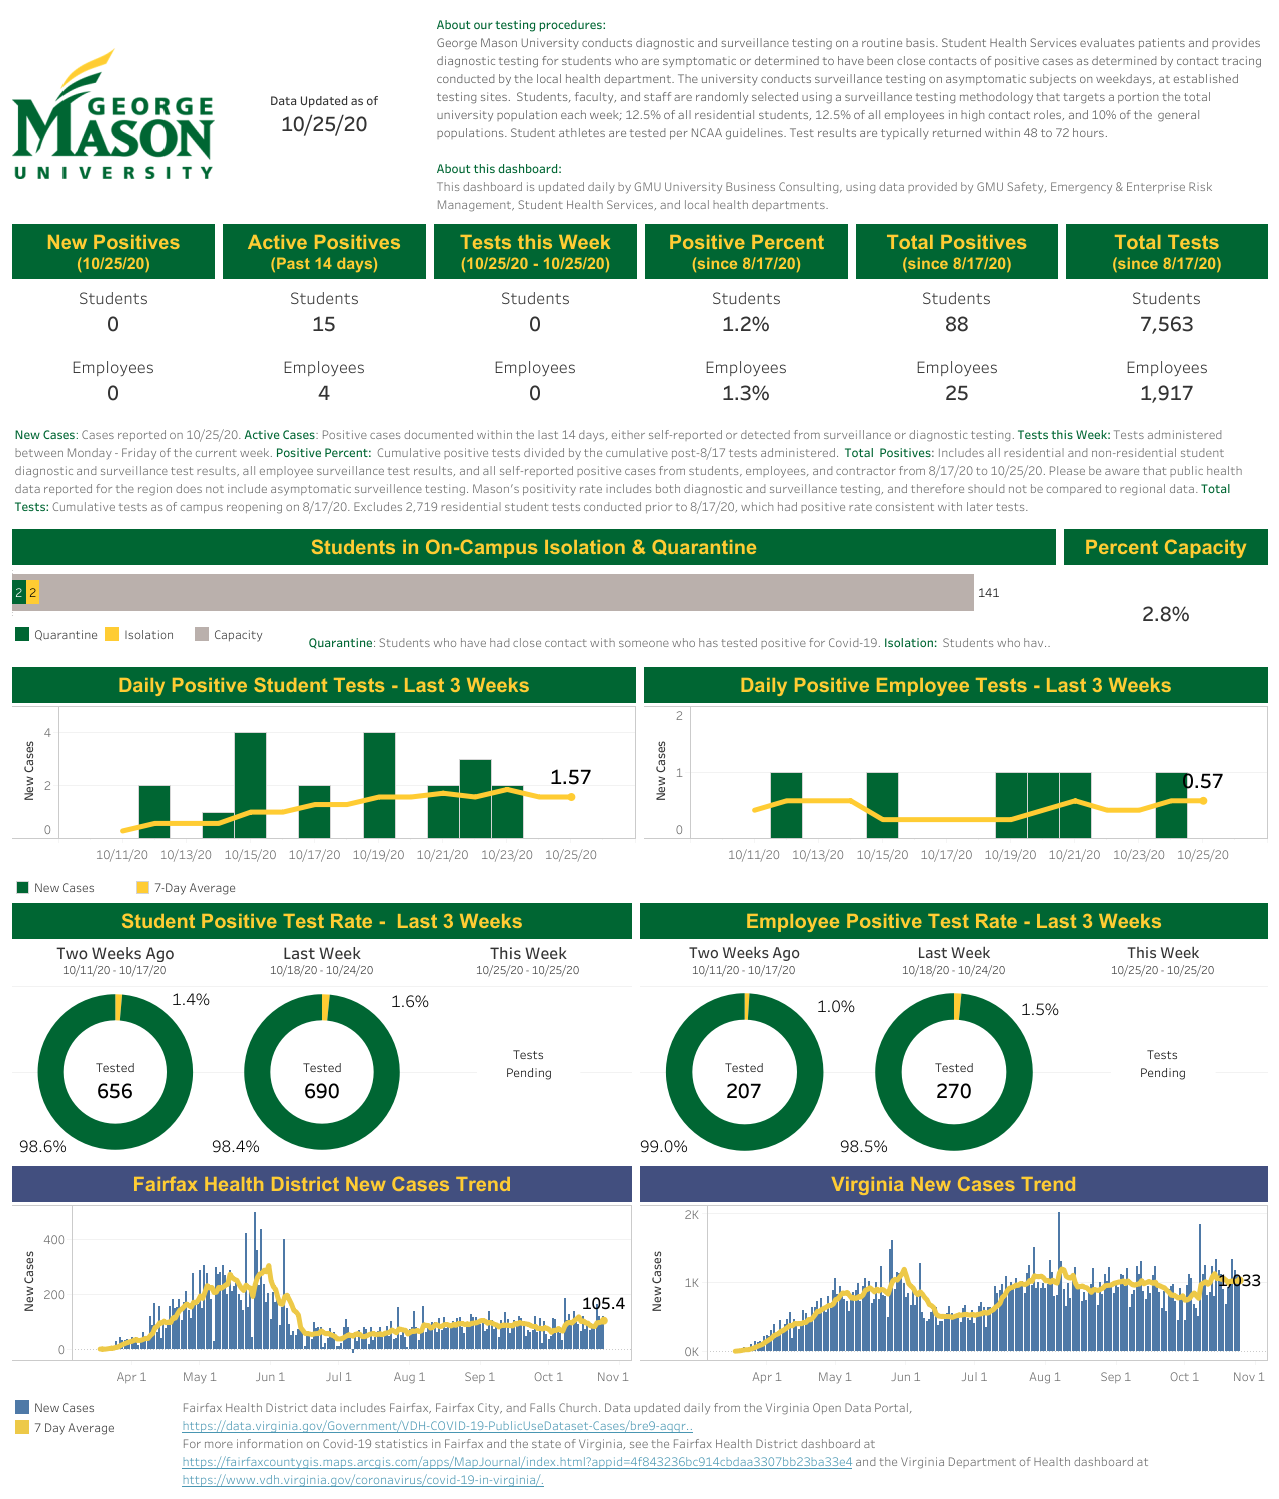 About our testing procedures:
George Mason University conducts diagnostic and surveillance testing on a routine basis. Student Health Services evaluates patients and provides
diagnostic testing for students who are symptomatic or determined to have been close contacts of positive cases as determined by contact tracing
conducted by the local health department. The university conducts surveillance testing on asymptomatic subjects on weekdays, at established
testing sites. Students, faculty, and staff are randomly selected using a surveillance testing methodology that targets a portion the total
university population each week; 12.5% of all residential students, 12.5% of all employees in high contact roles, and 10% of the general
populations. Student athletes are tested per NCAA guidelines. Test results are typically returned within 48 to 72 hours.
GEORGE
MASON
UNIVERSITY
Data Updated as of
10/25/20
About this dashboard:
This dashboard is updated daily by GMU University Business Consulting, using data provided by GMU Safety, Emergency & Enterprise Risk
Management, Student Health Services, and local health departments.
New Positives Active Positives Tests this Week Positive Percent Total Positives Total Tests
(10/25/20) (Past 14 days) (10/25/20 - 10/25/20) (since 8/17/20) (since 8/17/20) (since 8/17/20)
Students Students Students Students Students Students
0 15 0 1.2% 88 7,563
Employees Employees Employees Employees Employees Employees
0 4 0 1.3% 25 1,917
New Cases: Cases reported on 10/25/20. Active Cases: Positive cases documented within the last 14 days, either self-reported or detected from surveillance or diagnostic testing. Tests this Week: Tests administered
between Monday - Friday of the current week. Positive Percent: Cumulative positive tests divided by the cumulative post-8/17 tests administered. Total Positives: Includes all residential and non-residential student
diagnostic and surveillance test results, all employee surveillance test results, and all self-reported positive cases from students, employees, and contractor from 8/17/20 to 10/25/20. Please be aware that public health
data reported for the region does not include asymptomatic surveillence testing. Mason's positivity rate includes both diagnostic and surveillance testing, and therefore should not be compared to regional data. Total
Tests: Cumulative tests as of campus reopening on 8/17/20. Excludes 2,719 residential student tests conducted prior to 8/17/20, which had positive rate consistent with later tests.
Students in On-Campus Isolation & Quarantine Percent Capacity
2 2 141
2.8%
Quarantine Isolation Capacity
Quarantine: Students who have had close contact with someone who has tested positive for Covid-19. Isolation: Students who hav..
Daily Positive Student Tests - Last 3 Weeks Daily Positive Employee Tests - Last 3 Weeks
New Cases
4
2
0
1.57
10/11/20 10/13/20 10/15/20 10/17/20 10/19/20 10/21/20 10/23/20 10/25/20
New Cases
2
1
0
0.57
10/11/20 10/13/20 10/15/20 10/17/20 10/19/20 10/21/20 10/23/20 10/25/20
New Cases 7-Day Average
Student Positive Test Rate - Last 3 Weeks Employee Positive Test Rate - Last 3 Weeks
Two Weeks Ago Last Week This Week Two Weeks Ago Last Week This Week
10/11/20 - 10/17/20 10/18/20 - 10/24/20 10/25/20 - 10/25/20 10/11/20 - 10/17/20 10/18/20 - 10/24/20 10/25/20 - 10/25/20
1.4% 1.6% 1.0% 1.5%
Tests Tests
Pending Pending
Tested Tested Tested Tested
656 690 207 270
98.6% 98.4% 99.0% 98.5%
Fairfax Health District New Cases Trend Virginia New Cases Trend
New Cases
400
200
0
105.4
Apr 1 May 1 Jun 1 Jul 1 Aug 1 Sep 1 Oct 1 Nov 1
New Cases
2K
1K
0K
1,033
Apr 1 May 1 Jun 1 Jul 1 Aug 1 Sep 1 Oct 1 Nov 1
New Cases
7 Day Average
Fairfax Health District data includes Fairfax, Fairfax City, and Falls Church. Data updated daily from the Virginia Open Data Portal,
https://data.virginia.gov/Government/VDH-COVID-19-PublicUseDataset-Cases/bre9-aqqr..
For more information on Covid-19 statistics in Fairfax and the state of Virginia, see the Fairfax Health District dashboard at
https://fairfaxcountygis.maps.arcgis.com/apps/MapJournal/index.html?appid=4f843236bc914cbdaa3307bb23ba33e4 and the Virginia Department of Health dashboard at
https://www.vdh.virginia.gov/coronavirus/covid-19-in-virginia/.